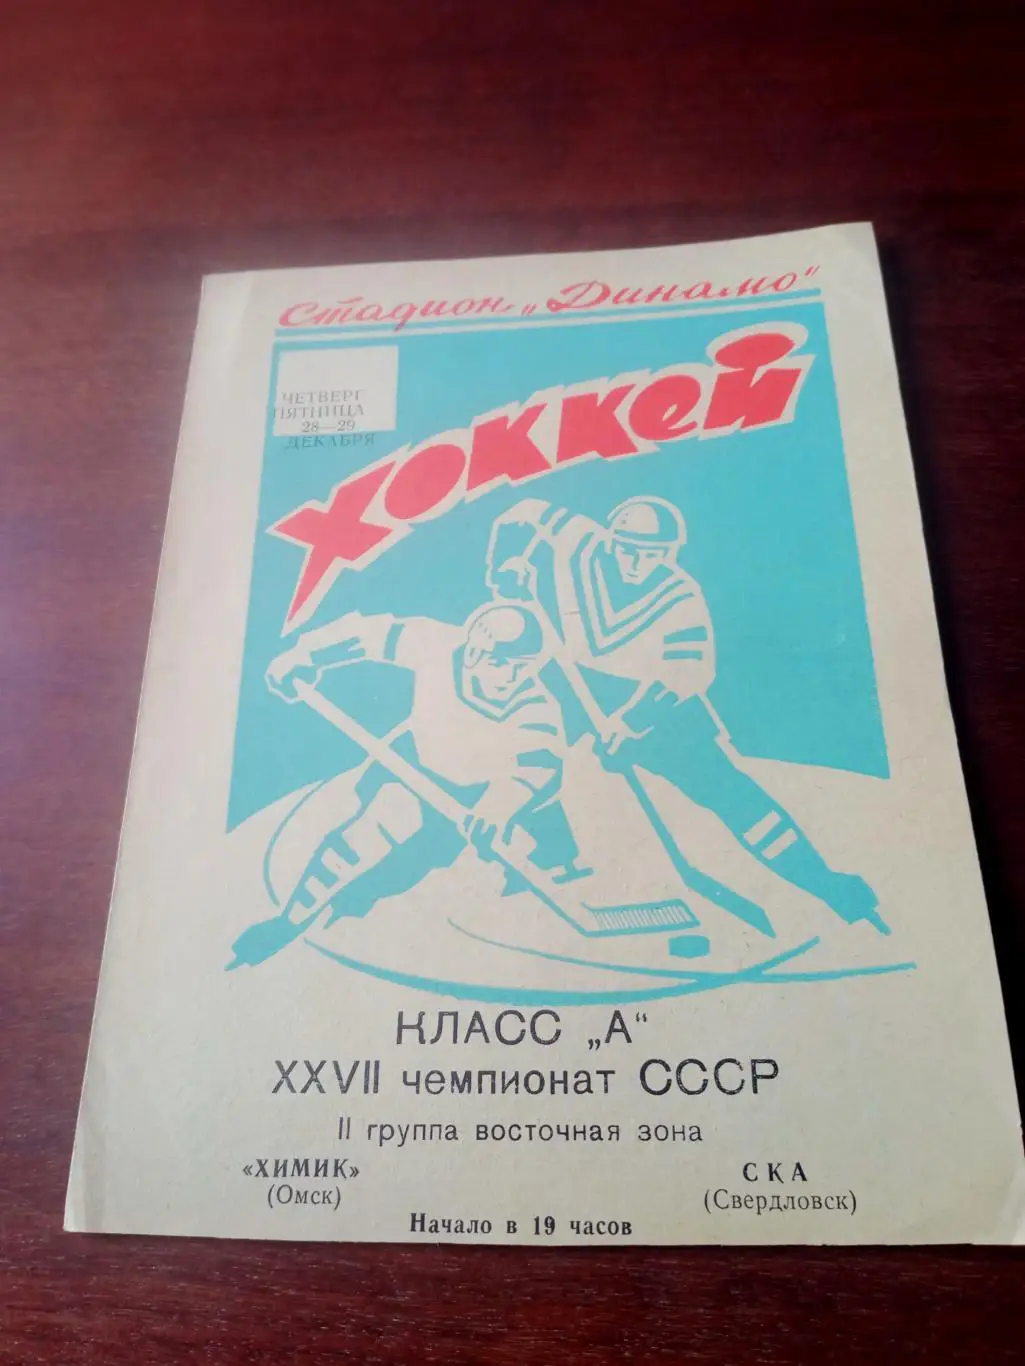 Стадион „Динамо"
ЧЕТВЕРГ
ПЯТНИЦА
28—29
ДЕКАБРЯ
ХОККЕЙ
КЛАСС „А"
XXVII чемпионат СССР
II группа восточная зона
«ХИМИК»
(Омск)
СКА
(Свердловск)
Начало в 19 часов